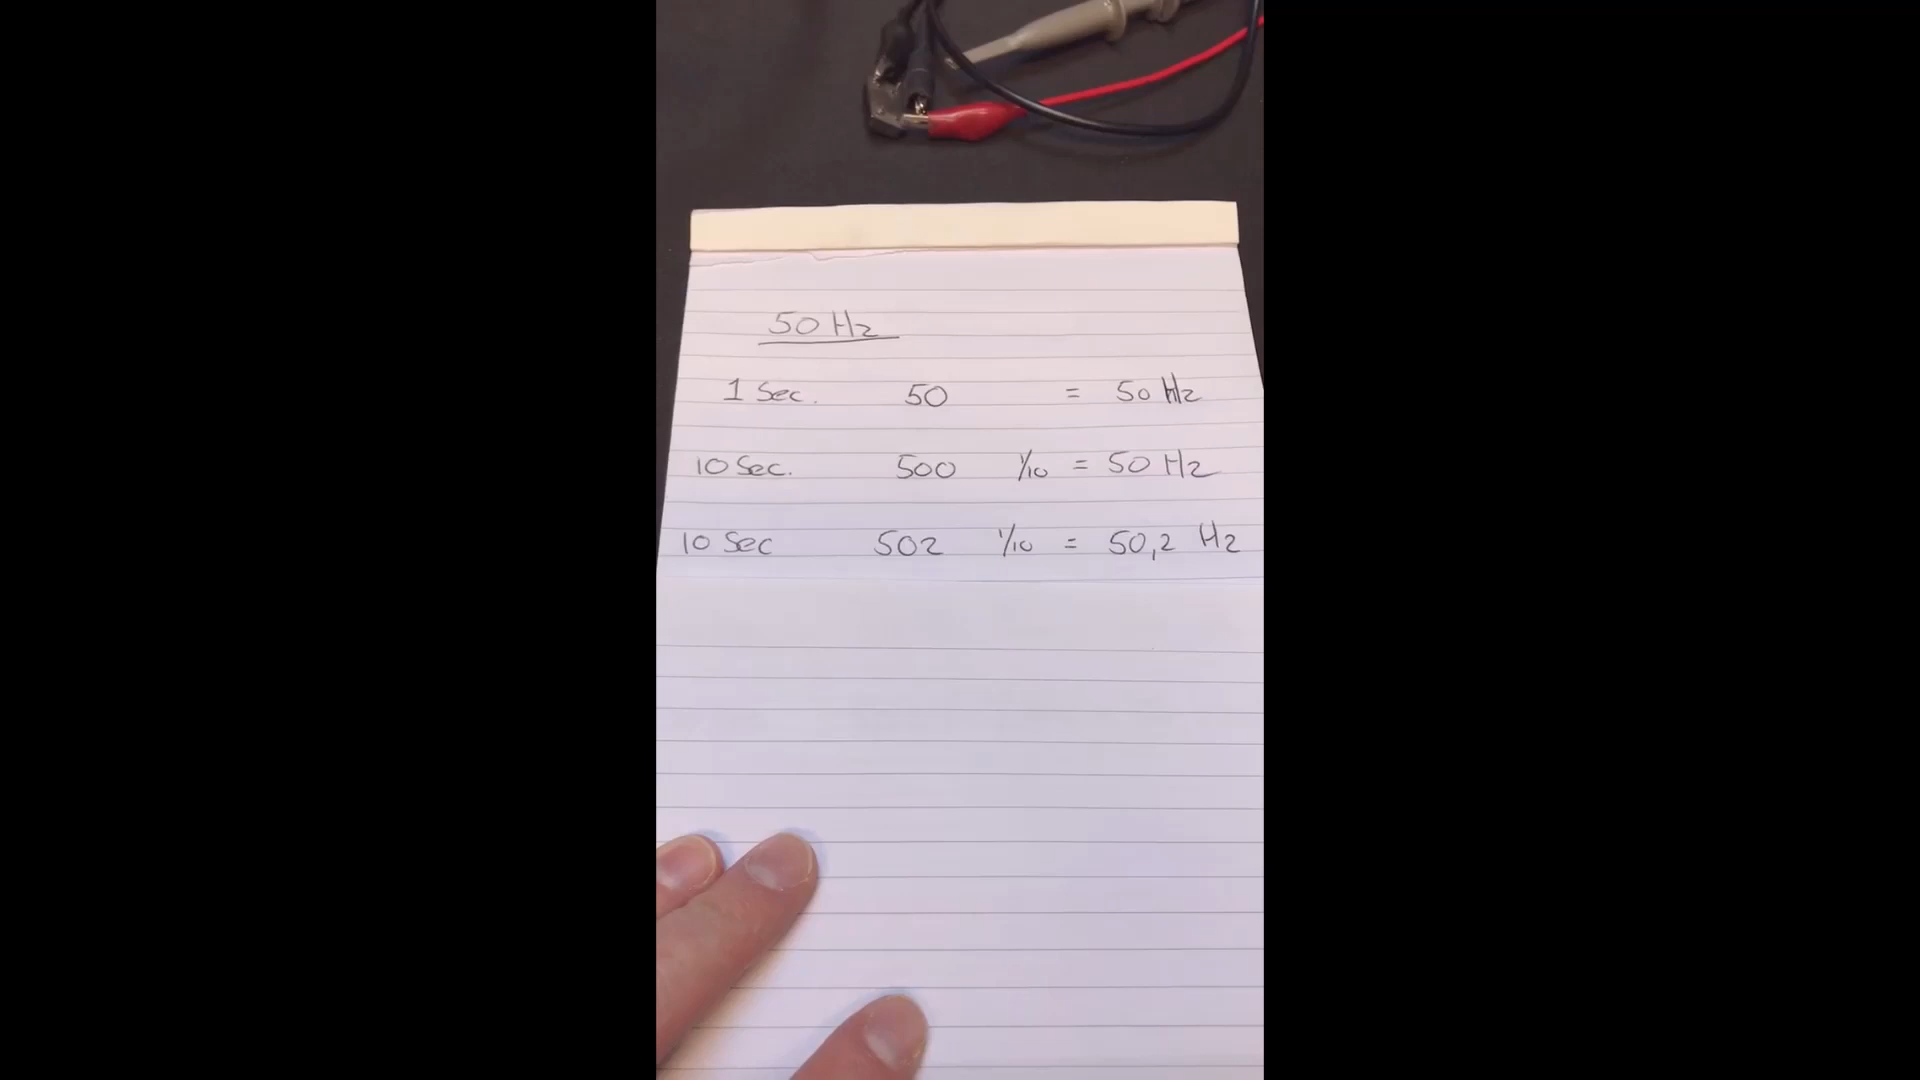 50 Hz
1 Sec. 50 = 50 Hz
10 Sec. 500 1/10 = 50 Hz
10 Sec 502 1/10 = 50,2 Hz